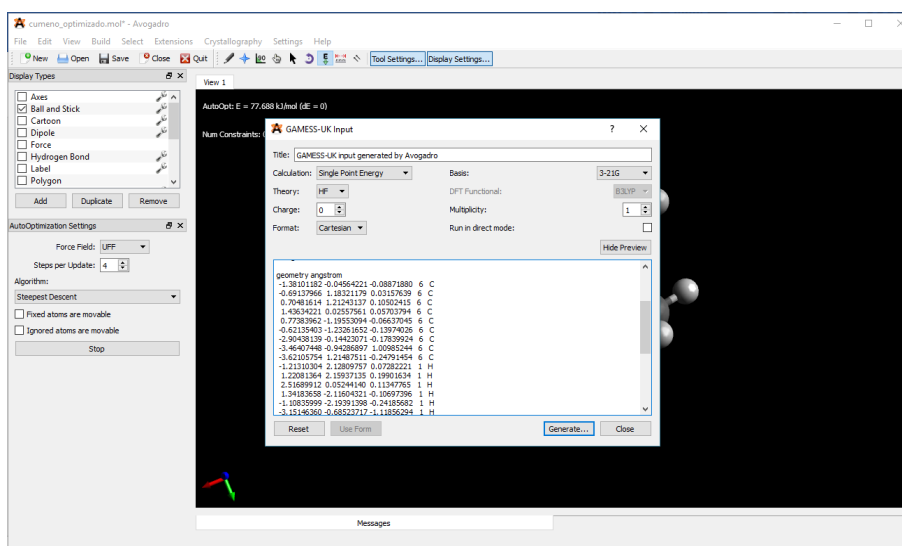 cumeno_optimizado.mol* - Avogadro
File Edit View Build Select Extensions Crystallography Settings Help
New Open Save Close Quit Tool Settings... Display Settings...
Display Types
View 1
Axes
Ball and Stick
Cartoon
Dipole
Force
Hydrogen Bond
Label
Polygon
Add Duplicate Remove
AutoOptimization Settings
Force Field: UFF
Steps per Update: 4
Algorithm:
Steepest Descent
Fixed atoms are movable
Ignored atoms are movable
Stop
AutoOpt: E = 77.688 kJ/mol (dE = 0)
Num Constraints:
GAMESS-UK Input
Title: GAMESS-UK input generated by Avogadro
Calculation: Single Point Energy Basis: 3-21G
Theory: HF DFT Functional: B3LYP
Charge: 0 Multiplicity: 1
Format: Cartesian Run in direct mode:
Hide Preview
geometry angstrom
-1.38101182 -0.04564221 -0.08871880 6 C
-0.69137966 1.18321179 0.03157639 6 C
0.70481614 1.21243137 0.10502415 6 C
1.43634221 0.02557561 0.05703794 6 C
0.77383962 -1.19553094 -0.06637045 6 C
-0.62135403 -1.23261652 -0.13974026 6 C
-2.90438139 -0.14423071 -0.17839924 6 C
-3.46407448 -0.94286897 1.00985244 6 C
-3.62105754 1.21487511 -0.24791454 6 C
-1.21310304 2.12809757 0.07282221 1 H
1.22081364 2.15937135 0.19901634 1 H
2.51689912 0.05244140 0.11347765 1 H
1.34183658 -2.11604321 -0.10697396 1 H
-1.10835999 -2.19391398 -0.24185682 1 H
-3.15146360 -0.68523717 -1.11856294 1 H
Reset Use Form Generate... Close
Messages